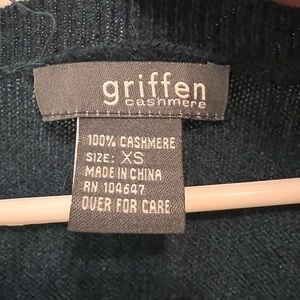 griffen
cashmere
100% CASHMERE
SIZE: XS
MADE IN CHINA
RN 104647
OVER FOR CARE